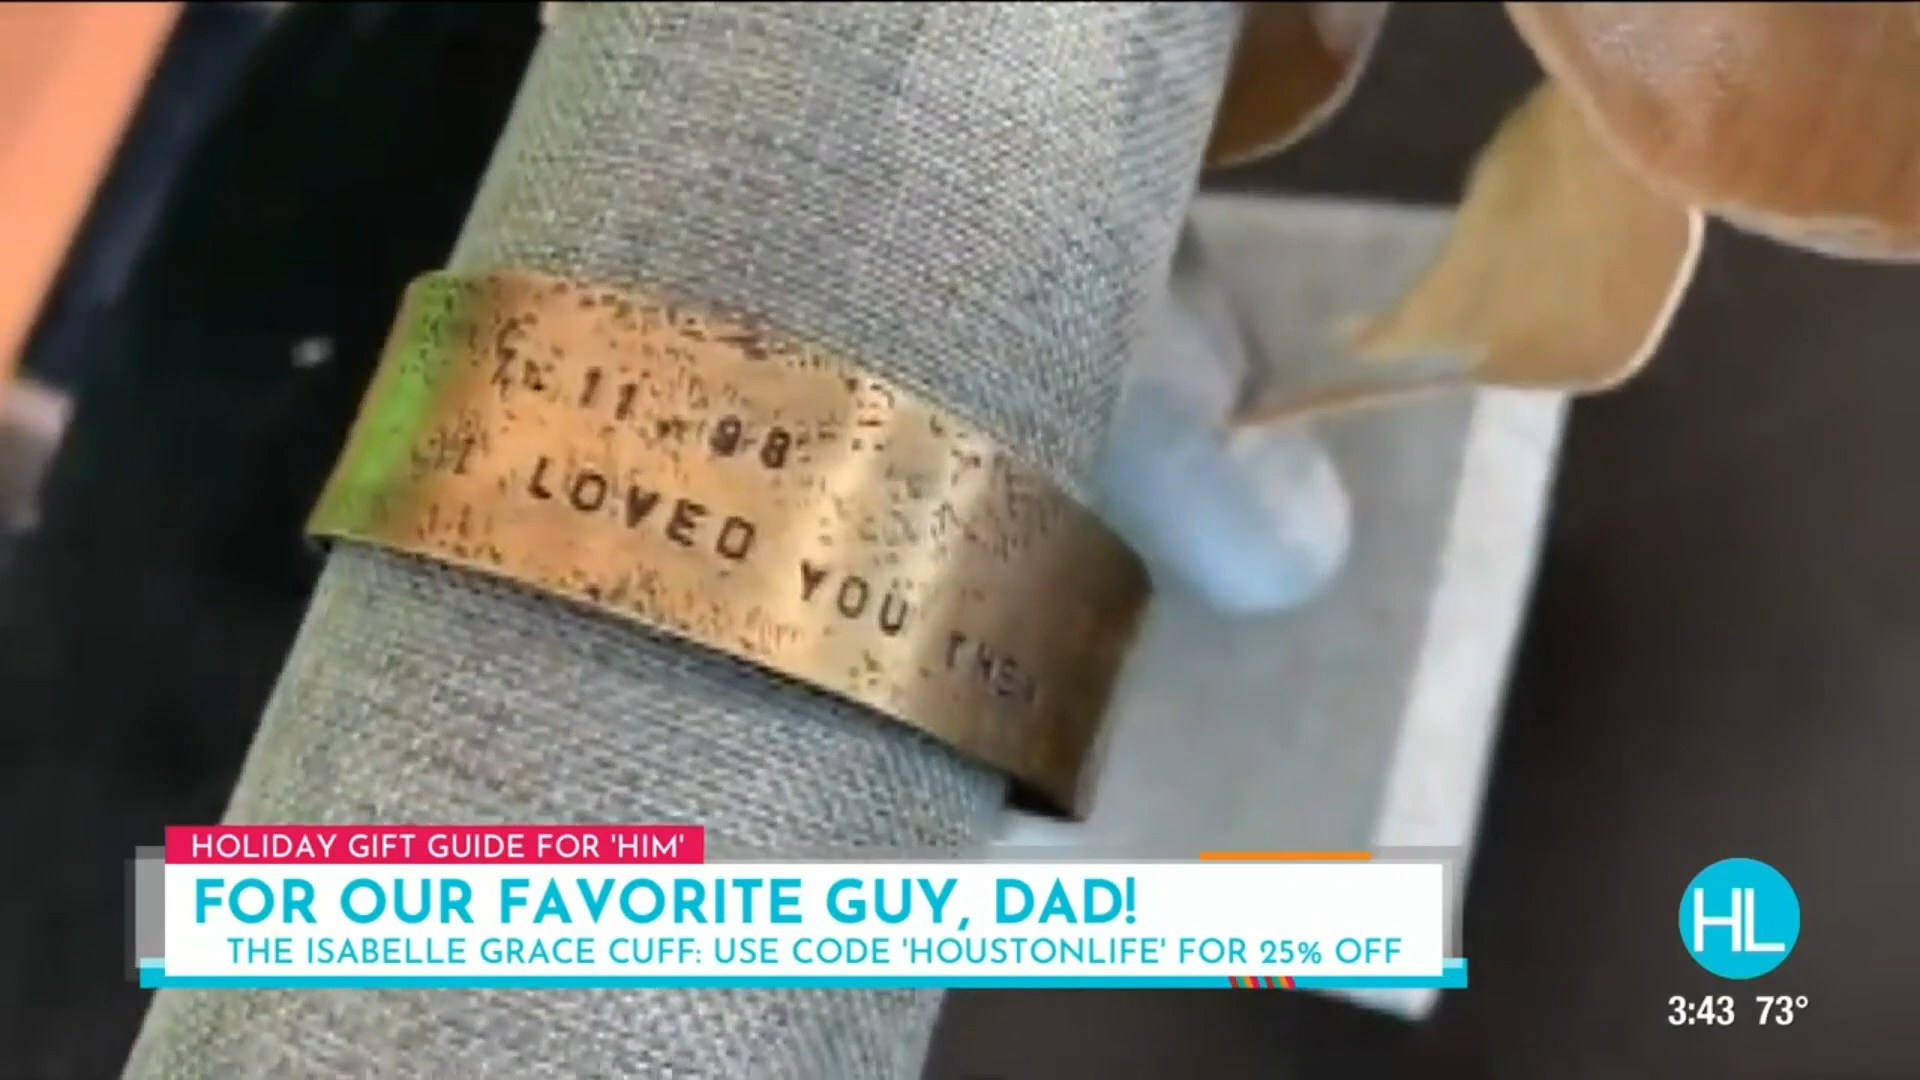 11 98
LOVED YOU THEN
HOLIDAY GIFT GUIDE FOR 'HIM'
FOR OUR FAVORITE GUY, DAD!
THE ISABELLE GRACE CUFF: USE CODE 'HOUSTONLIFE' FOR 25% OFF
HL
3:43 73°